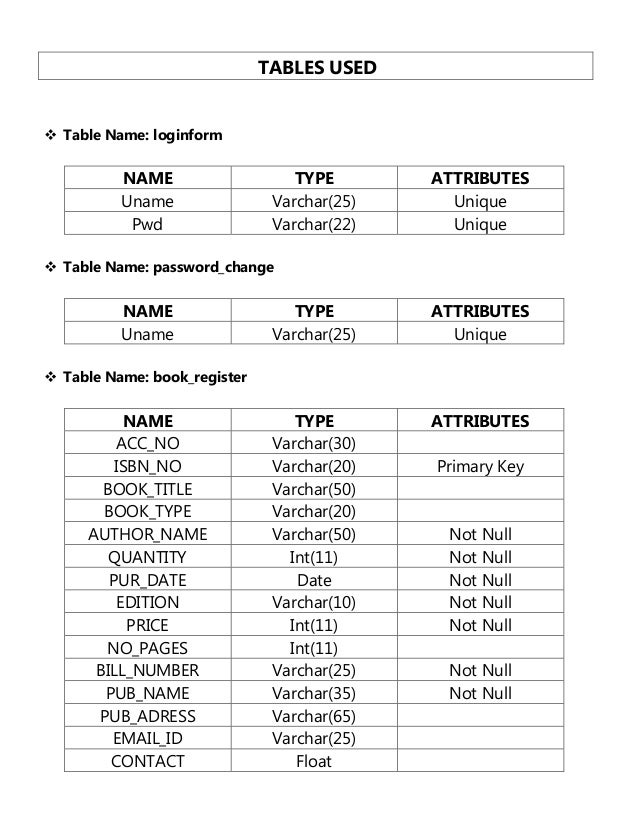 TABLES USED
❖ Table Name: loginform
NAME TYPE ATTRIBUTES
Uname Varchar(25) Unique
Pwd Varchar(22) Unique
❖ Table Name: password_change
NAME TYPE ATTRIBUTES
Uname Varchar(25) Unique
❖ Table Name: book_register
NAME TYPE ATTRIBUTES
ACC_NO Varchar(30)
ISBN_NO Varchar(20) Primary Key
BOOK_TITLE Varchar(50)
BOOK_TYPE Varchar(20)
AUTHOR_NAME Varchar(50) Not Null
QUANTITY Int(11) Not Null
PUR_DATE Date Not Null
EDITION Varchar(10) Not Null
PRICE Int(11) Not Null
NO_PAGES Int(11)
BILL_NUMBER Varchar(25) Not Null
PUB_NAME Varchar(35) Not Null
PUB_ADRESS Varchar(65)
EMAIL_ID Varchar(25)
CONTACT Float